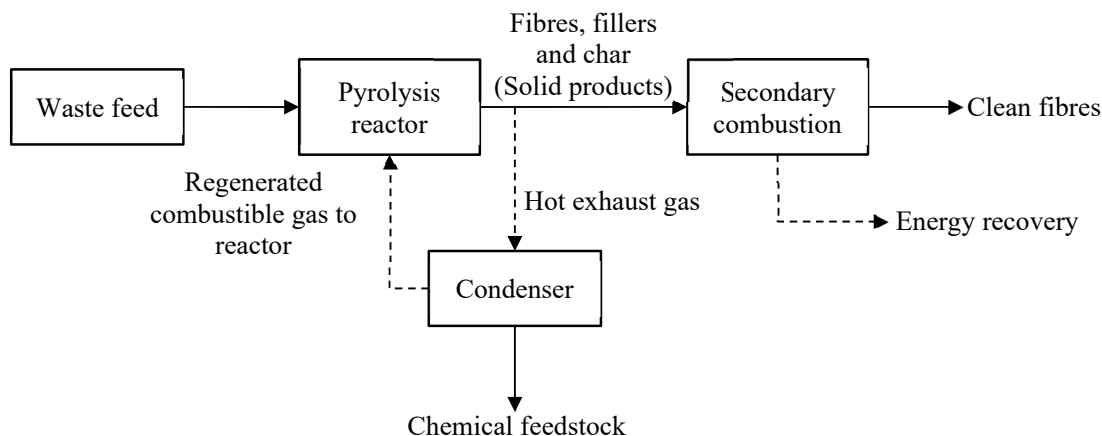 Fibres, fillers
and char
(Solid products)
Waste feed
Pyrolysis
reactor
Secondary
combustion
Clean fibres
Regenerated
combustible gas to
reactor
Hot exhaust gas
Energy recovery
Condenser
Chemical feedstock